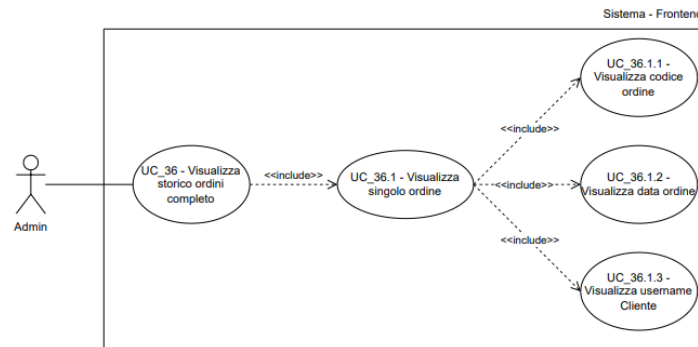 Sistema - Frontend
UC_36.1.1 -
Visualizza codice
ordine
<<include>>
UC_36 - Visualizza
storico ordini
completo
<<include>>
UC_36.1 - Visualizza
singolo ordine
<<include>>
UC_36.1.2 -
Visualizza data ordine
Admin
<<include>>
UC_36.1.3 -
Visualizza username
Cliente